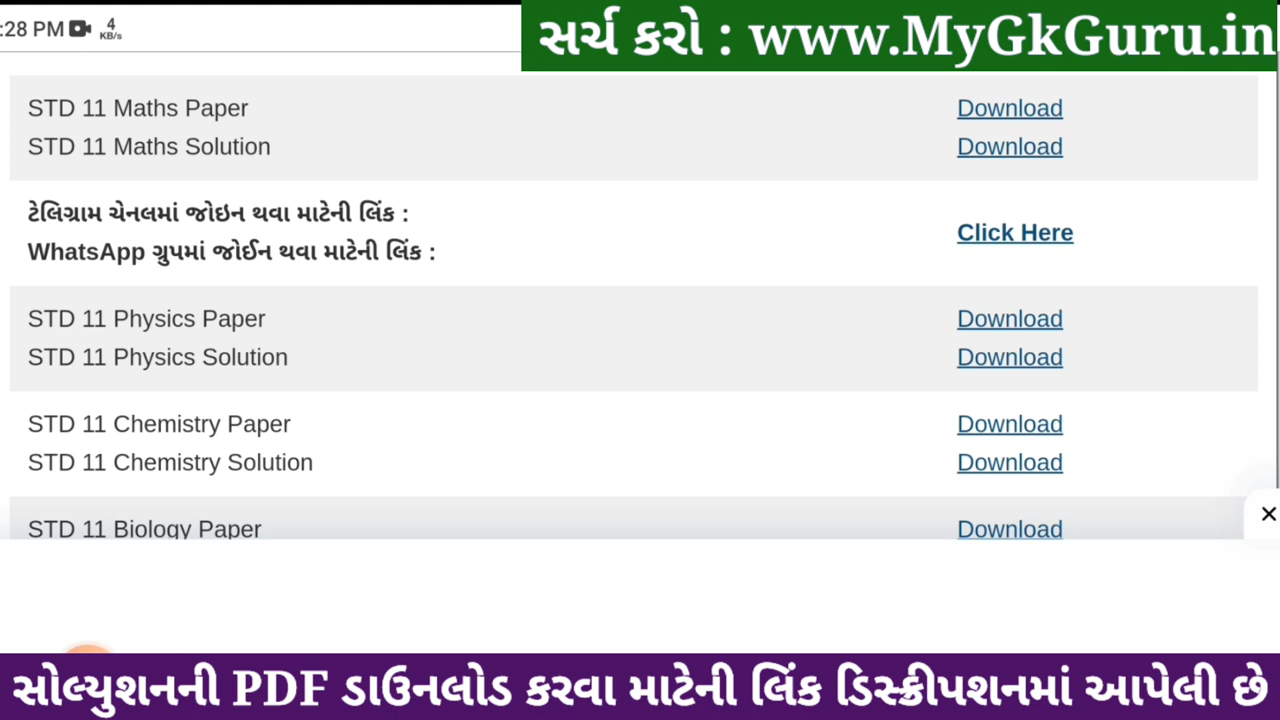 :28 PM 4 KB/s
સર્ચ કરો : www.MyGkGuru.in
STD 11 Maths Paper Download
STD 11 Maths Solution Download
ટેલિગ્રામ ચેનલમાં જોઇન થવા માટેની લિંક :
Click Here
WhatsApp ગ્રુપમાં જોઈન થવા માટેની લિંક :
STD 11 Physics Paper Download
STD 11 Physics Solution Download
STD 11 Chemistry Paper Download
STD 11 Chemistry Solution Download
STD 11 Biology Paper Download
સોલ્યુશનની PDF ડાઉનલોડ કરવા માટેની લિંક ડિસ્ક્રીપશનમાં આપેલી છે